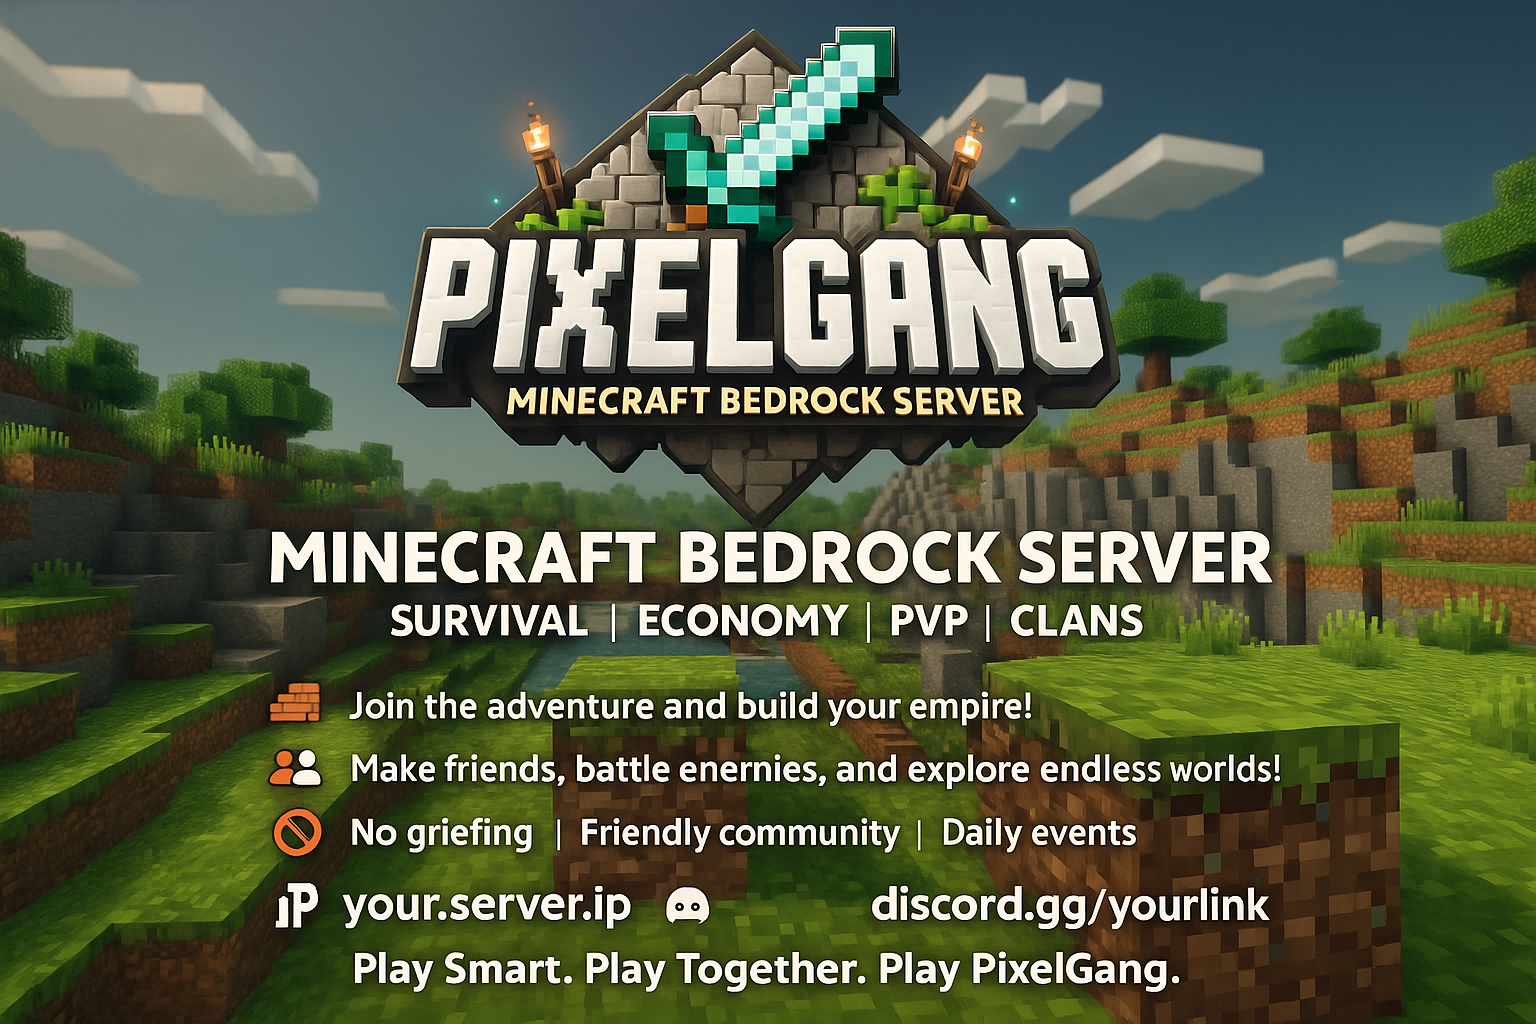 PIXELGANG
MINECRAFT BEDROCK SERVER
MINECRAFT BEDROCK SERVER
SURVIVAL | ECONOMY | PVP | CLANS
Join the adventure and build your empire!
Make friends, battle enernies, and explore endless worlds!
No griefing | Friendly community | Daily events
IP your.server.ip discord.gg/yourlink
Play Smart. Play Together. Play PixelGang.